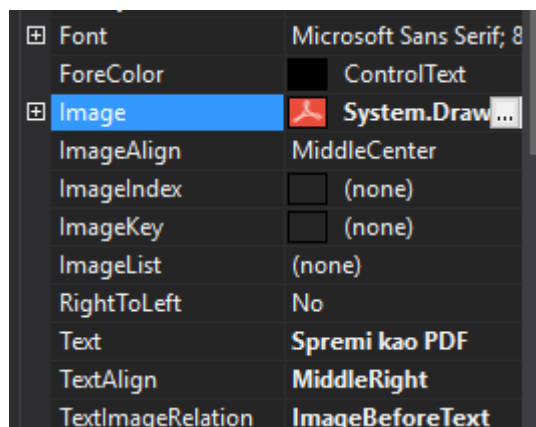 Font Microsoft Sans Serif; 8
ForeColor ControlText
Image System.Draw ...
ImageAlign MiddleCenter
ImageIndex (none)
ImageKey (none)
ImageList (none)
RightToLeft No
Text Spremi kao PDF
TextAlign MiddleRight
TextImageRelation ImageBeforeText